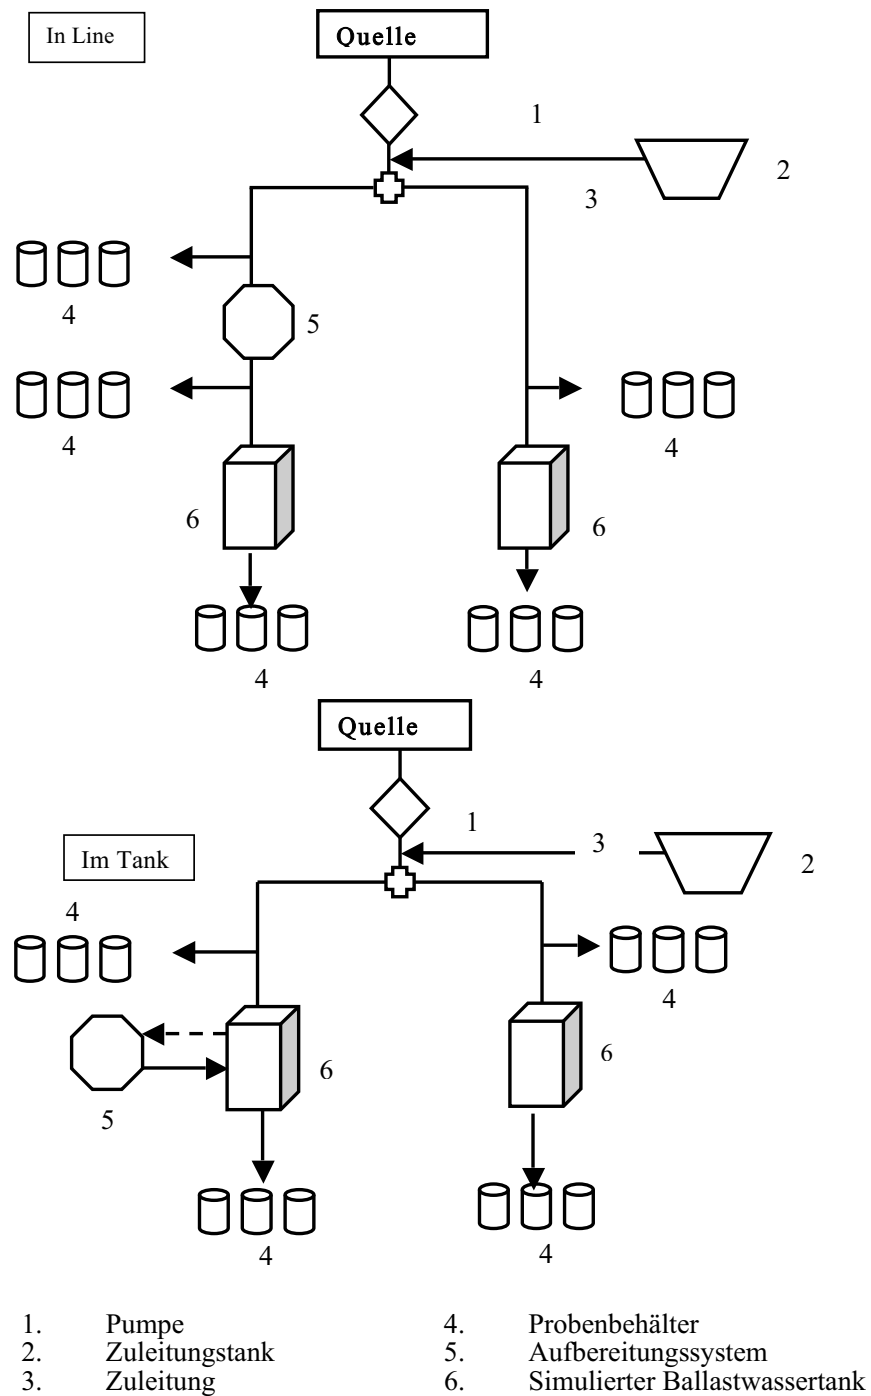 In Line
Quelle
1
2
3
4
5
4
4
6
6
4
4
Quelle
1
3
Im Tank
2
4
4
6
6
5
4
4
1. Pumpe
2. Zuleitungstank
3. Zuleitung
4. Probenbehälter
5. Aufbereitungssystem
6. Simulierter Ballastwassertank